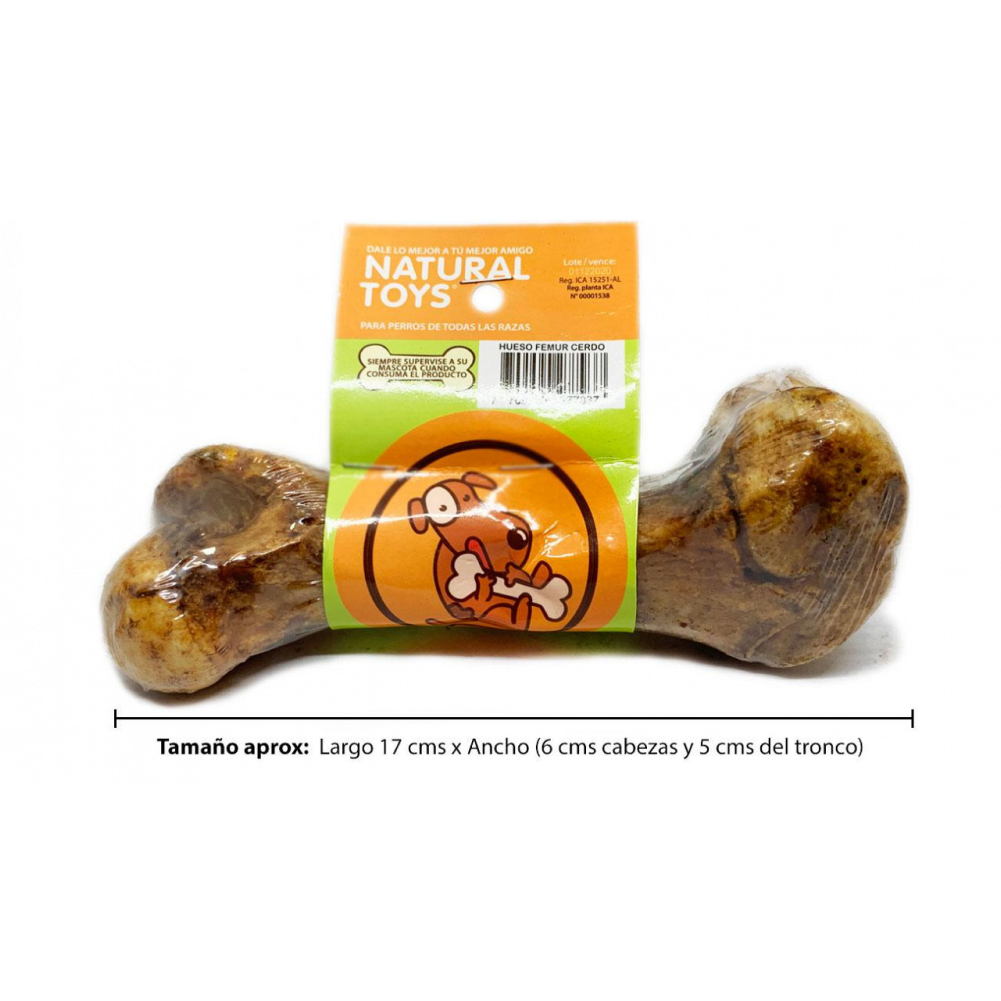 DALE LO MEJOR A TÚ MEJOR AMIGO
NATURAL
TOYS®
PARA PERROS DE TODAS LAS RAZAS
Lote / vence:
01122020
Reg. ICA 15251-AL
Reg. planta ICA
N° 00001538
SIEMPRE SUPERVISE A SU
MASCOTA CUANDO
CONSUMA EL PRODUCTO
HUESO FEMUR CERDO
Tamaño aprox: Largo 17 cms x Ancho (6 cms cabezas y 5 cms del tronco)